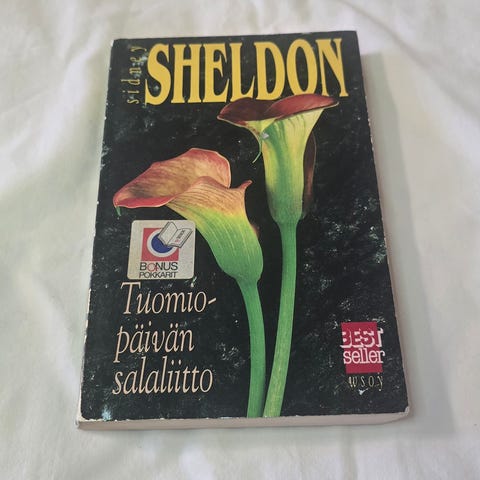 sidney
SHELDON
BONUS
POKKARIT
Tuomio-
päivän
salaliitto
BEST
seller
WSOY